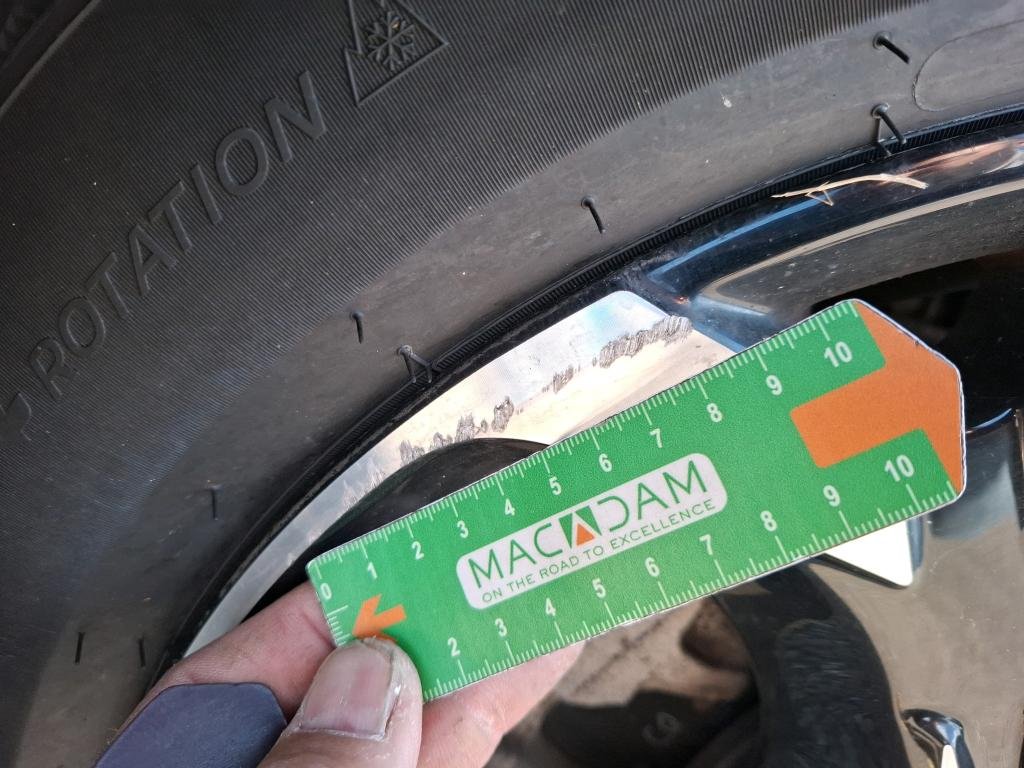 ROTATION
0 1 2 3 4 5 6 7 8 9 10
MACADAM
ON THE ROAD TO EXCELLENCE
2 3 4 5 6 7 8 9 10